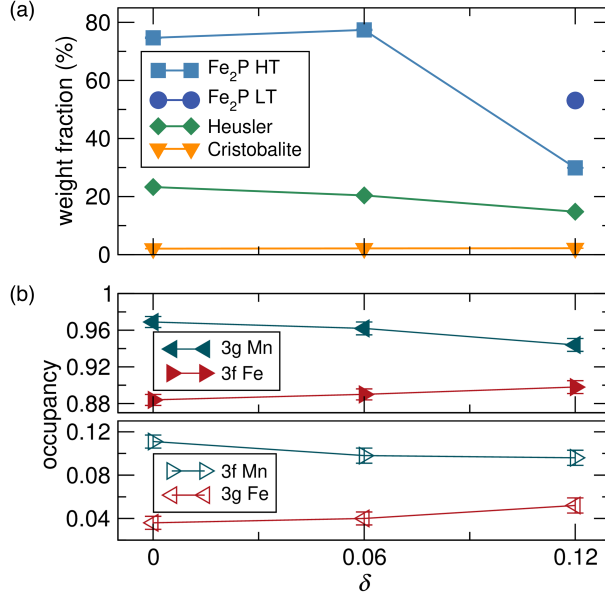 (a)
weight fraction (%)
80
60
40
20
0
Fe₂P HT
Fe₂P LT
Heusler
Cristobalite
(b)
occupancy
1
0.96
0.92
0.88
3g Mn
3f Fe
0.12
0.08
0.04
3f Mn
3g Fe
0 0.06 0.12
δ